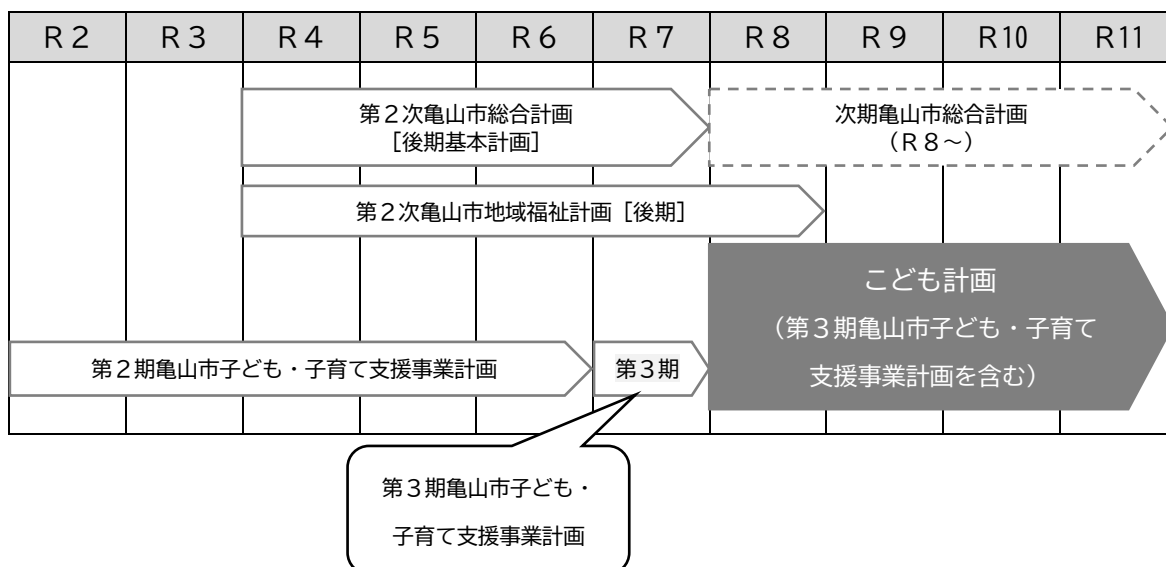 R2 R3 R4 R5 R6 R7 R8 R9 R10 R11
第2次亀山市総合計画
[後期基本計画]
次期亀山市総合計画
(R8~)
第2次亀山市地域福祉計画[後期]
こども計画
(第3期亀山市子ども・子育て
支援事業計画を含む)
第2期亀山市子ども・子育て支援事業計画
第3期
第3期亀山市子ども・
子育て支援事業計画